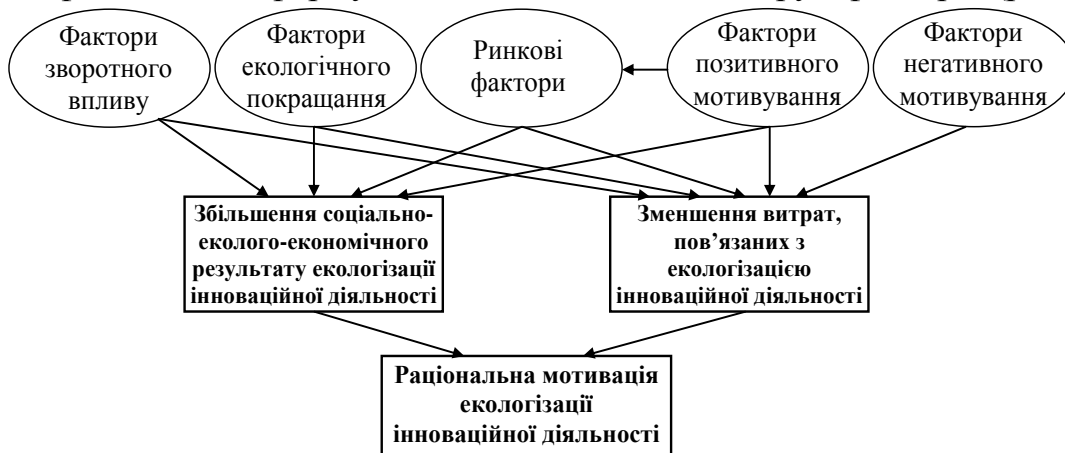 Фактори
зворотного
впливу
Фактори
екологічного
покращання
Ринкові
фактори
Фактори
позитивного
мотивування
Фактори
негативного
мотивування
Збільшення соціально-
еколого-економічного
результату екологізації
інноваційної діяльності
Зменшення витрат,
пов’язаних з
екологізацією
інноваційної діяльності
Раціональна мотивація
екологізації
інноваційної діяльності